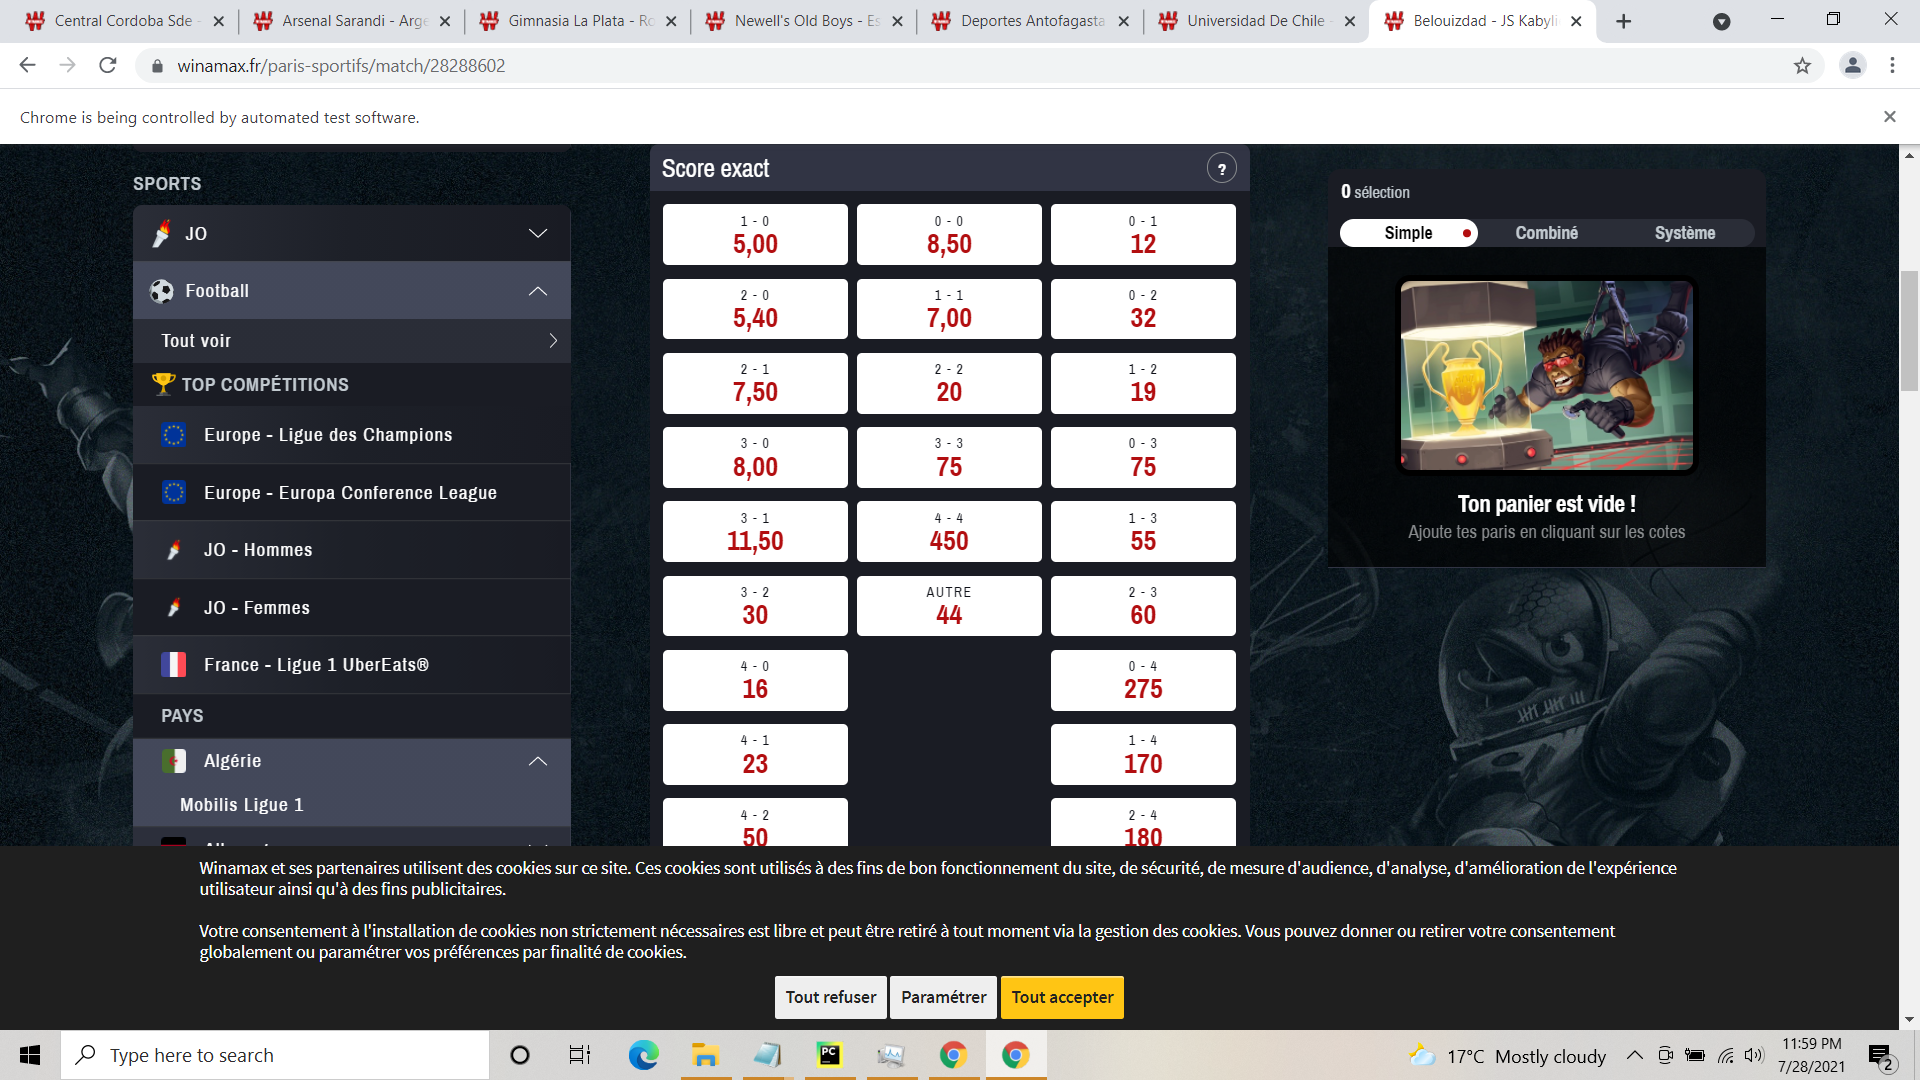 Central Cordoba Sde -
Arsenal Sarandi - Arge
Gimnasia La Plata - Ro
Newell's Old Boys - Es
Deportes Antofagasta
Universidad De Chile -
Belouizdad - JS Kabyli
winamax.fr/paris-sportifs/match/28288602
Chrome is being controlled by automated test software.
SPORTS
JO
Football
Tout voir
TOP COMPÉTITIONS
Europe - Ligue des Champions
Europe - Europa Conference League
JO - Hommes
JO - Femmes
France - Ligue 1 UberEats®
PAYS
Algérie
Mobilis Ligue 1
Score exact
?
1 - 0
5,00
0 - 0
8,50
0 - 1
12
2 - 0
5,40
1 - 1
7,00
0 - 2
32
2 - 1
7,50
2 - 2
20
1 - 2
19
3 - 0
8,00
3 - 3
75
0 - 3
75
3 - 1
11,50
4 - 4
450
1 - 3
55
3 - 2
30
AUTRE
44
2 - 3
60
4 - 0
16
0 - 4
275
4 - 1
23
1 - 4
170
4 - 2
50
2 - 4
180
0 sélection
Simple
Combiné
Système
Ton panier est vide !
Ajoute tes paris en cliquant sur les cotes
Winamax et ses partenaires utilisent des cookies sur ce site. Ces cookies sont utilisés à des fins de bon fonctionnement du site, de sécurité, de mesure d'audience, d'analyse, d'amélioration de l'expérience
utilisateur ainsi qu'à des fins publicitaires.
Votre consentement à l'installation de cookies non strictement nécessaires est libre et peut être retiré à tout moment via la gestion des cookies. Vous pouvez donner ou retirer votre consentement
globalement ou paramétrer vos préférences par finalité de cookies.
Tout refuser
Paramétrer
Tout accepter
Type here to search
PC
17°C Mostly cloudy
11:59 PM
7/28/2021
2